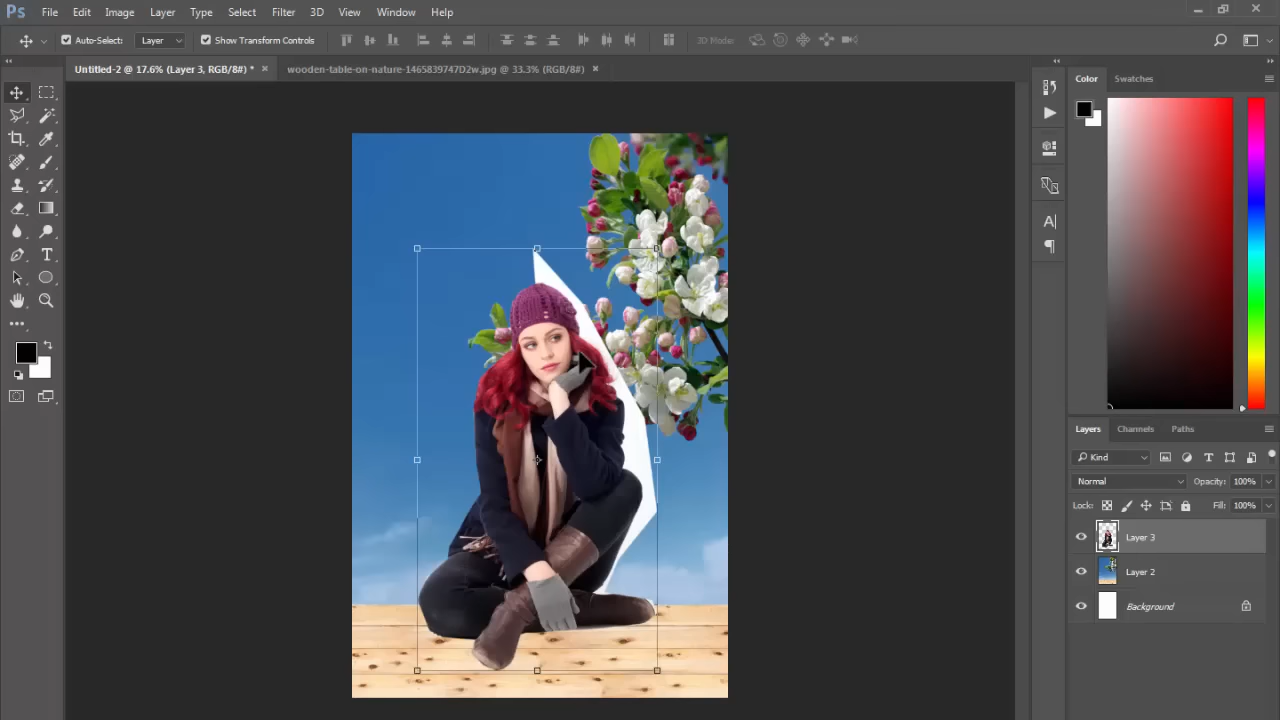 Ps File Edit Image Layer Type Select Filter 3D View Window Help
Auto-Select: Layer Show Transform Controls 3D Mode:
Untitled-2 @ 17.6% (Layer 3, RGB/8#) * × wooden-table-on-nature-1465839747D2w.jpg @ 33.3% (RGB/8#) ×
Color Swatches
Layers Channels Paths
Kind
Normal Opacity: 100%
Lock: Fill: 100%
Layer 3
Layer 2
Background